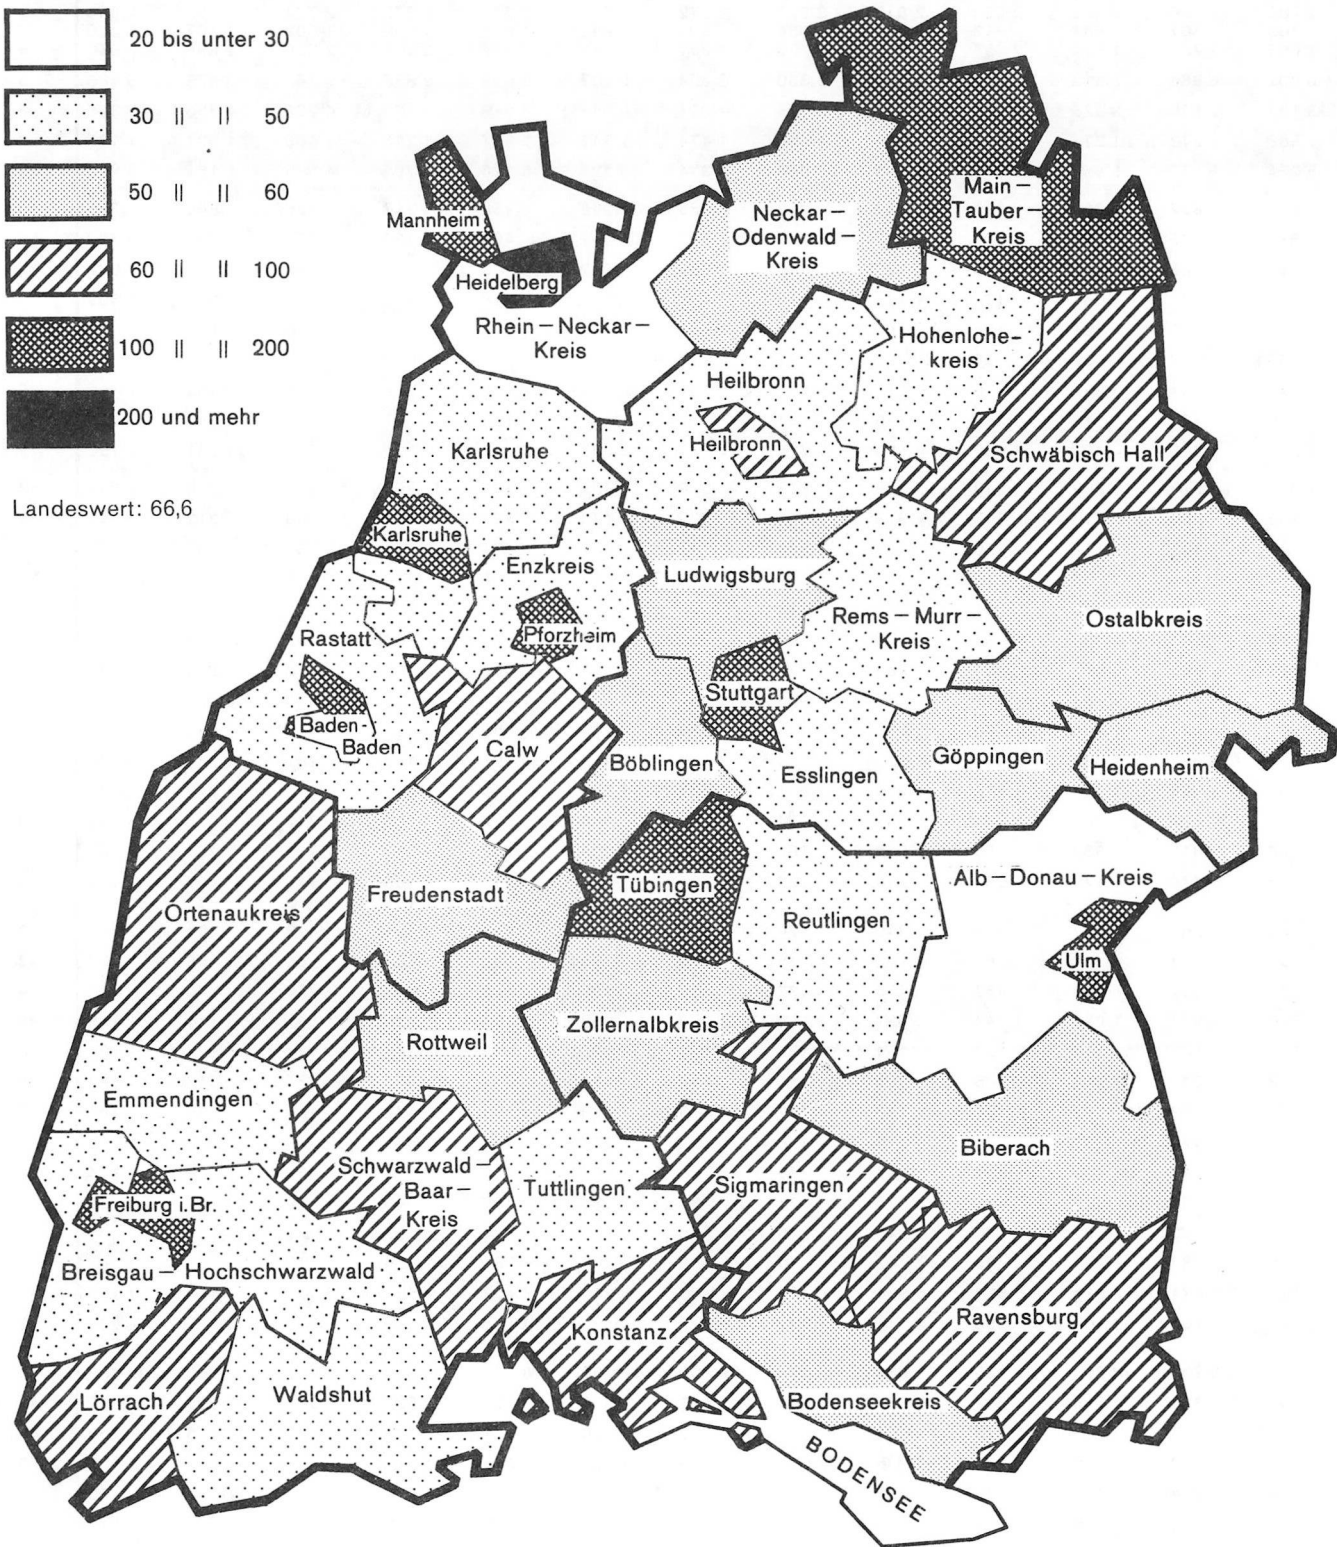 20 bis unter 30
30 " " 50
50 " " 60
60 " " 100
100 " " 200
200 und mehr
Landeswert: 66,6
Mannheim
Heidelberg
Rhein-Neckar-
Kreis
Neckar-
Odenwald-
Kreis
Main-
Tauber-
Kreis
Hohenlohe-
kreis
Heilbronn
Heilbronn
Schwäbisch Hall
Karlsruhe
Karlsruhe
Enzkreis
Pforzheim
Ludwigsburg
Rems-Murr-
Kreis
Ostalbkreis
Rastatt
Baden-
Baden
Calw
Stuttgart
Böblingen
Esslingen
Göppingen
Heidenheim
Ortenaukreis
Freudenstadt
Tübingen
Reutlingen
Alb-Donau-Kreis
Ulm
Rottweil
Zollernalbkreis
Emmendingen
Schwarzwald-
Baar-
Kreis
Tuttlingen
Sigmaringen
Biberach
Freiburg i.Br.
Breisgau-Hochschwarzwald
Konstanz
Ravensburg
Lörrach
Waldshut
Bodenseekreis
BODENSEE